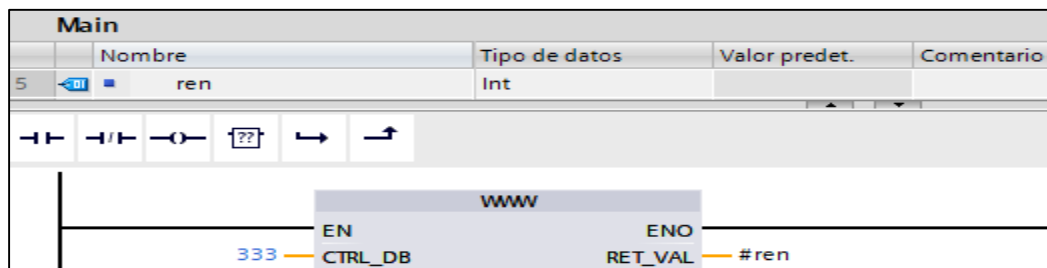 Main
Nombre Tipo de datos Valor predet. Comentario
5 ren Int
??
WWW
EN ENO
333 CTRL_DB RET_VAL #ren